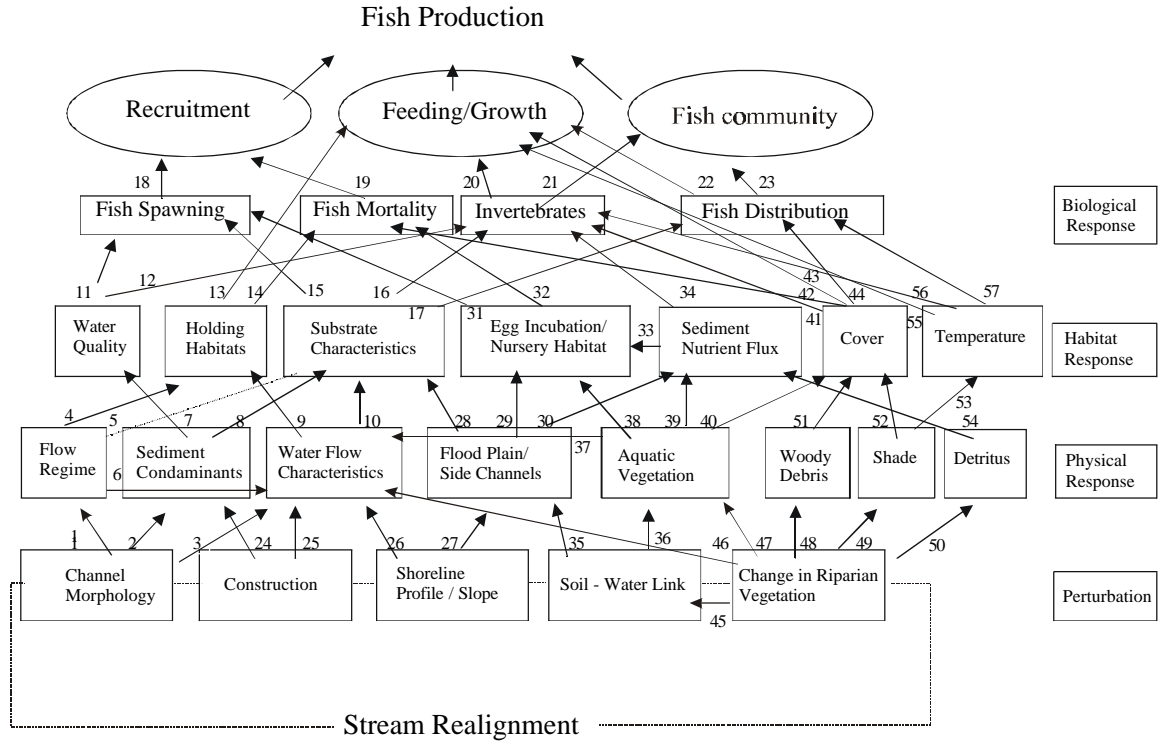 Fish Production
Recruitment
Feeding/Growth
Fish community
18
19
20
21
22
23
Fish Spawning
Fish Mortality
Invertebrates
Fish Distribution
Biological
Response
11
12
13
14
15
16
17
31
32
33
34
41
42
43
44
55
56
57
Water
Quality
Holding
Habitats
Substrate
Characteristics
Egg Incubation/
Nursery Habitat
Sediment
Nutrient Flux
Cover
Temperature
Habitat
Response
4
5
6
7
8
9
10
28
29
30
37
38
39
40
51
52
53
54
Flow
Regime
Sediment
Condaminants
Water Flow
Characteristics
Flood Plain/
Side Channels
Aquatic
Vegetation
Woody
Debris
Shade
Detritus
Physical
Response
1
2
3
24
25
26
27
35
36
46
47
48
49
50
Channel
Morphology
Construction
Shoreline
Profile / Slope
Soil - Water Link
Change in Riparian
Vegetation
Perturbation
45
Stream Realignment